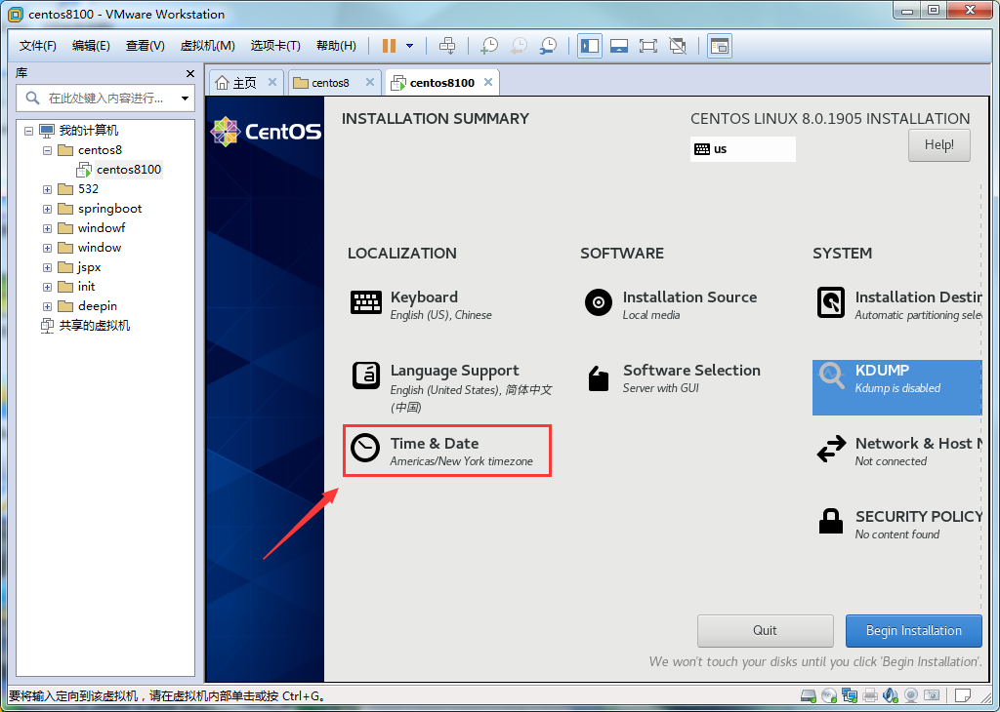 centos8100 - VMware Workstation
文件(F) 编辑(E) 查看(V) 虚拟机(M) 选项卡(T) 帮助(H)
库
在此处键入内容进行...
我的计算机
centos8
centos8100
532
springboot
windowf
window
jspx
init
deepin
共享的虚拟机
主页 centos8 centos8100
CentOS
INSTALLATION SUMMARY
CENTOS LINUX 8.0.1905 INSTALLATION
us
Help!
LOCALIZATION
Keyboard
English (US), Chinese
Language Support
English (United States), 简体中文
(中国)
Time & Date
Americas/New York timezone
SOFTWARE
Installation Source
Local media
Software Selection
Server with GUI
SYSTEM
Installation Destin
Automatic partitioning sele
KDUMP
Kdump is disabled
Network & Host N
Not connected
SECURITY POLICY
No content found
Quit
Begin Installation
We won't touch your disks until you click 'Begin Installation'.
要将输入定向到该虚拟机，请在虚拟机内部单击或按 Ctrl+G。